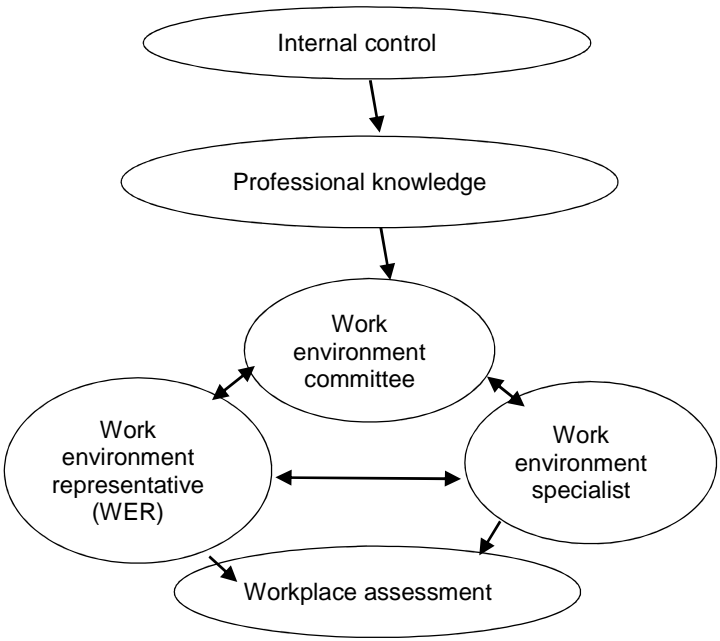 Internal control
Professional knowledge
Work
environment
committee
Work
environment
representative
(WER)
Work
environment
specialist
Workplace assessment